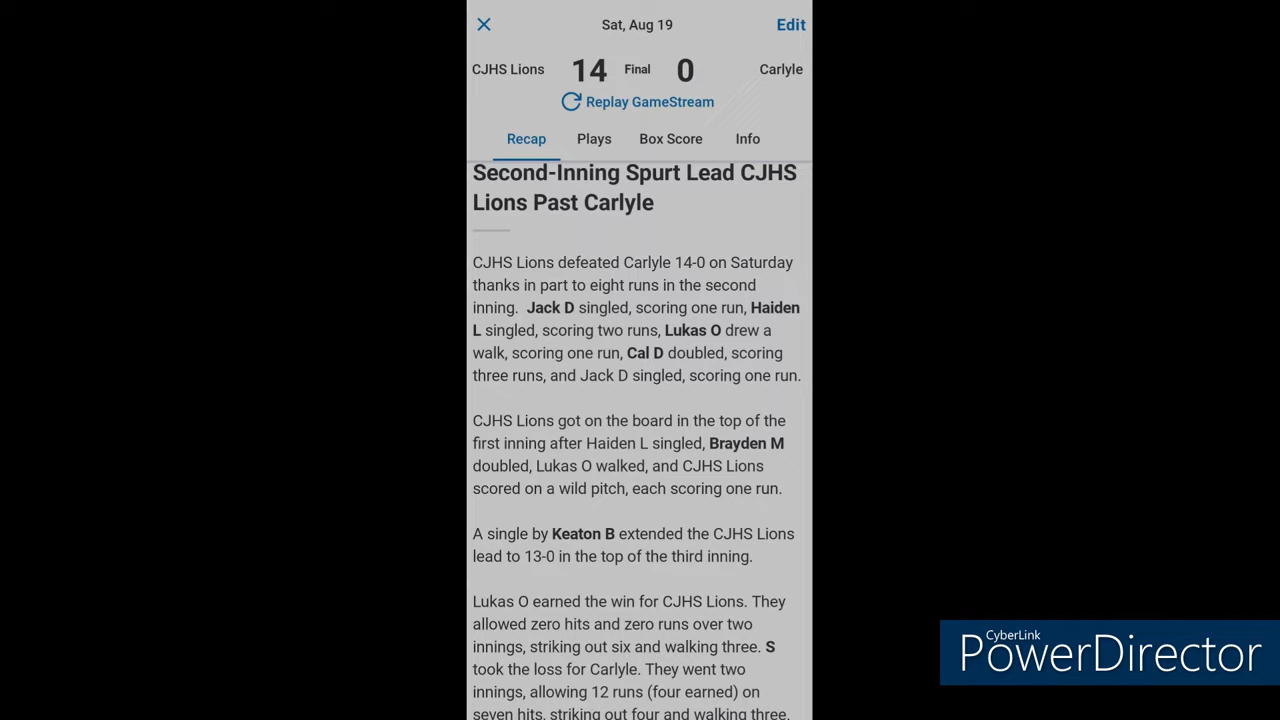 Sat, Aug 19
Edit
CJHS Lions 14 Final 0 Carlyle
Replay GameStream
Recap Plays Box Score Info
Second-Inning Spurt Lead CJHS
Lions Past Carlyle
CJHS Lions defeated Carlyle 14-0 on Saturday
thanks in part to eight runs in the second
inning. Jack D singled, scoring one run, Haiden
L singled, scoring two runs, Lukas O drew a
walk, scoring one run, Cal D doubled, scoring
three runs, and Jack D singled, scoring one run.
CJHS Lions got on the board in the top of the
first inning after Haiden L singled, Brayden M
doubled, Lukas O walked, and CJHS Lions
scored on a wild pitch, each scoring one run.
A single by Keaton B extended the CJHS Lions
lead to 13-0 in the top of the third inning.
Lukas O earned the win for CJHS Lions. They
allowed zero hits and zero runs over two
innings, striking out six and walking three. S
took the loss for Carlyle. They went two
innings, allowing 12 runs (four earned) on
seven hits, striking out four and walking three.
CyberLink
PowerDirector